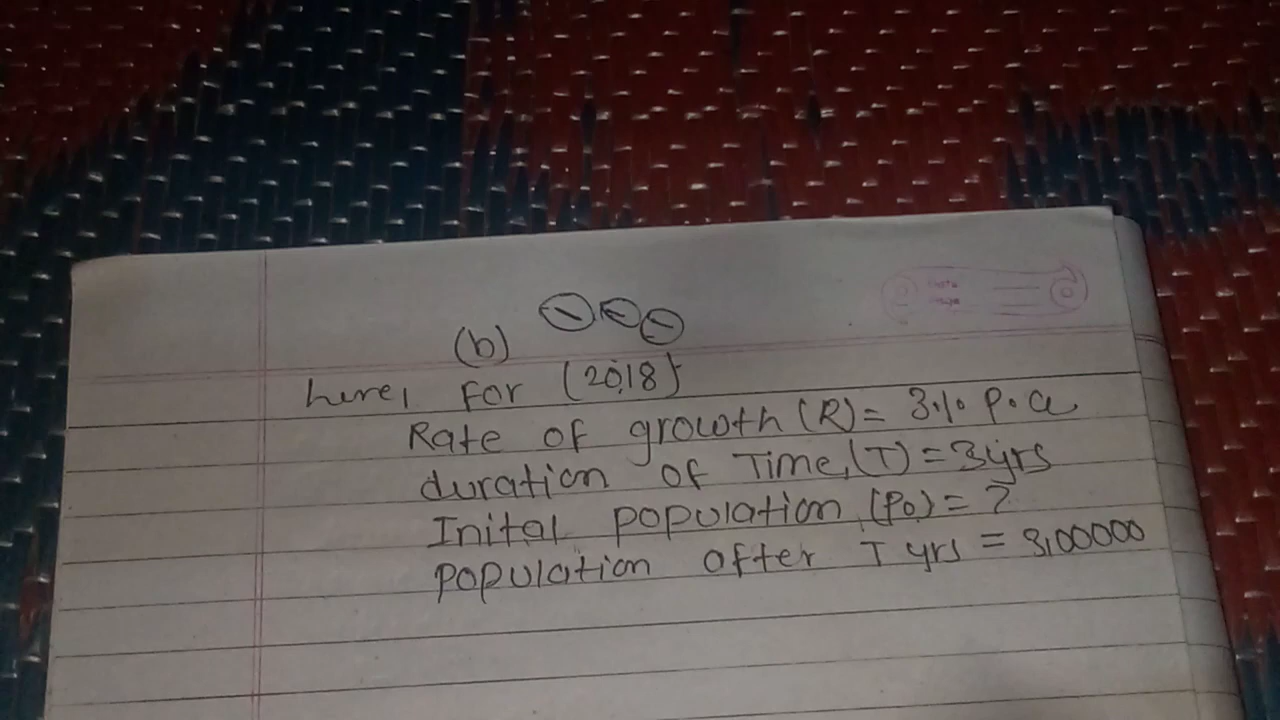 (b)
here, For (2018)
Rate of growth (R) = 3% p.a
duration of Time, (T) = 3yrs
Inital population (P0) = ?
population after T yrs = 3,00000